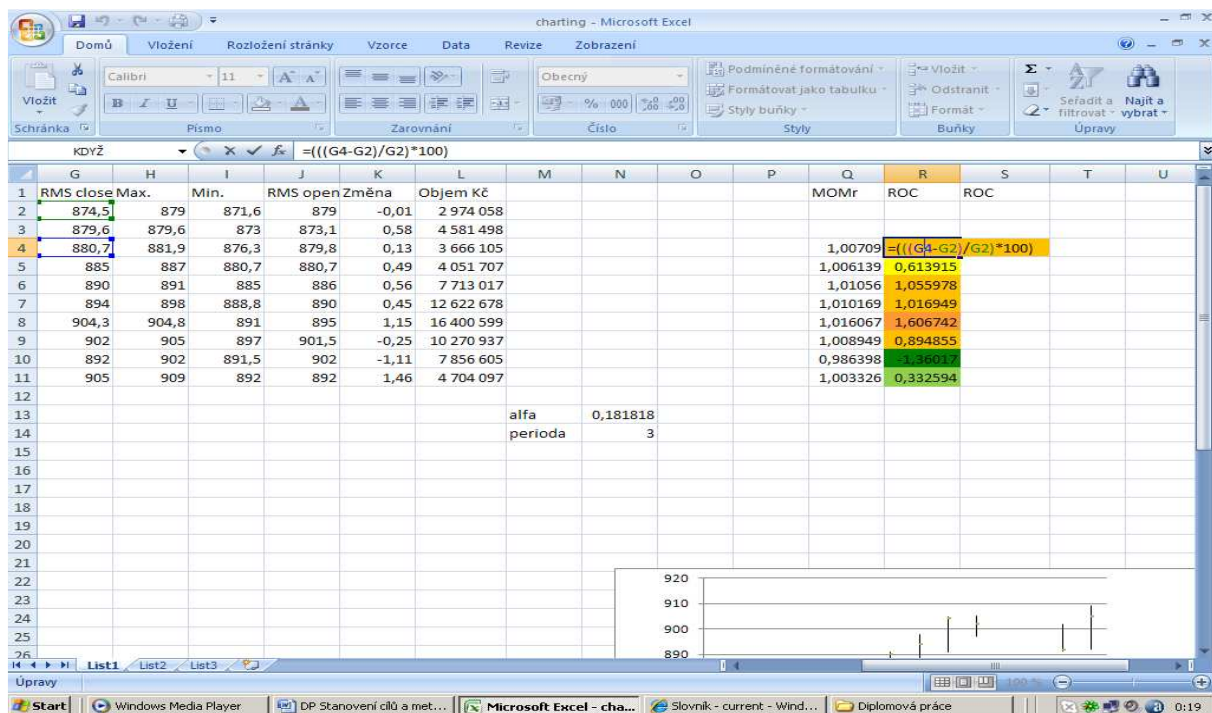 charting - Microsoft Excel
Domů Vložení Rozložení stránky Vzorce Data Revize Zobrazení
Vložit
Calibri 11 A A
B I U A
Obecný
% 000
Podmíněné formátování
Formátovat jako tabulku
Styly buňky
Vložit
Odstranit
Formát
Σ
Seřadit a filtrovat
Najít a vybrat
Schránka Písmo Zarovnání Číslo Styly Buňky Úpravy
KDYŽ fx =(((G4-G2)/G2)*100)
G H I J K L M N O P Q R S T U
1 RMS close Max. Min. RMS open Změna Objem Kč MOMr ROC ROC
2 874,5 879 871,6 879 -0,01 2 974 058
3 879,6 879,6 873 873,1 0,58 4 581 498
4 880,7 881,9 876,3 879,8 0,13 3 666 105 1,00709 =(((G4-G2)/G2)*100)
5 885 887 880,7 880,7 0,49 4 051 707 1,006139 0,613915
6 890 891 885 886 0,56 7 713 017 1,01056 1,055978
7 894 898 888,8 890 0,45 12 622 678 1,010169 1,016949
8 904,3 904,8 891 895 1,15 16 400 599 1,016067 1,606742
9 902 905 897 901,5 -0,25 10 270 937 1,008949 0,894855
10 892 902 891,5 902 -1,11 7 856 605 0,986398 -1,36017
11 905 909 892 892 1,46 4 704 097 1,003326 0,332594
12
13 alfa 0,181818
14 perioda 3
15
16
17
18
19
20
21
22 920
23 910
24
25 900
26 890
List1 List2 List3
Úpravy 100 %
Start Windows Media Player DP Stanovení cílů a met... Microsoft Excel - cha... Slovník - current - Wind... Diplomová práce 0:19